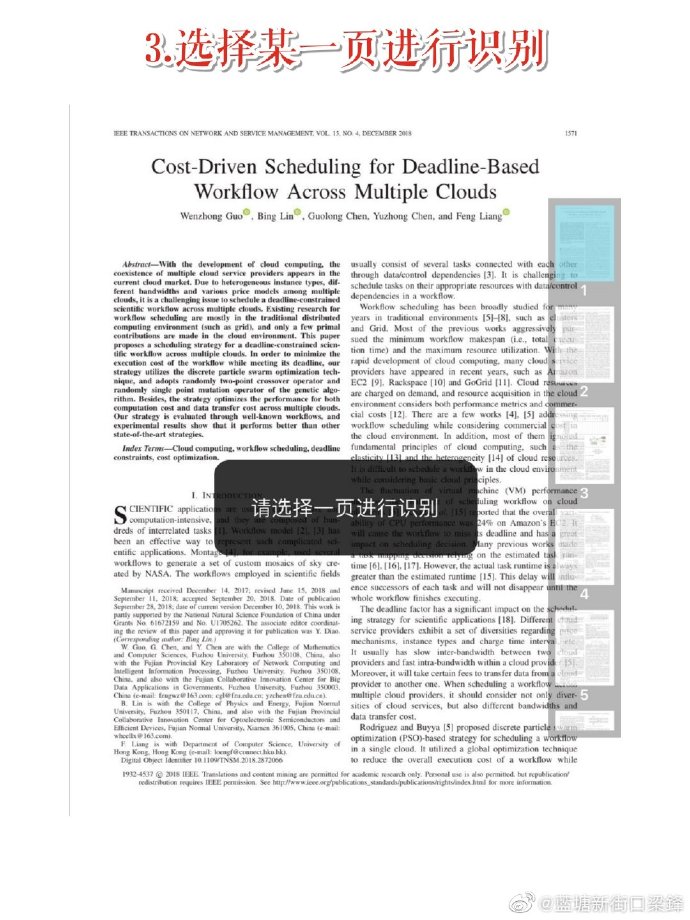 3.选择某一页进行识别
IEEE TRANSACTIONS ON NETWORK AND SERVICE MANAGEMENT, VOL. 15, NO. 4, DECEMBER 2018
1571
Cost-Driven Scheduling for Deadline-Based
Workflow Across Multiple Clouds
Wenzhong Guo, Bing Lin, Guolong Chen, Yuzhong Chen, and Feng Liang
Abstract—With the development of cloud computing, the
coexistence of multiple cloud service providers appears in the
current cloud market. Due to heterogeneous instance types, dif-
ferent bandwidths and various price models among multiple
clouds, it is a challenging issue to schedule a deadline-constrained
scientific workflow across multiple clouds. Existing research for
workflow scheduling are mostly in the traditional distributed
computing environment (such as grid), and only a few primal
contributions are made in the cloud environment. This paper
proposes a scheduling strategy for a deadline-constrained scien-
tific workflow across multiple clouds. In order to minimize the
execution cost of the workflow while meeting its deadline, our
strategy utilizes the discrete particle swarm optimization tech-
nique, and adopts randomly two-point crossover operator and
randomly single point mutation operator of the genetic algo-
rithm. Besides, the strategy optimizes the performance for both
computation cost and data transfer cost across multiple clouds.
Our strategy is evaluated through well-known workflows, and
experimental results show that it performs better than other
state-of-the-art strategies.
Index Terms—Cloud computing, workflow scheduling, deadline
constraints, cost optimization.
I. INTRODUCTION
SCIENTIFIC applications are
computation-intensive, and they are composed of hun-
dreds of interrelated tasks [1]. Workflow model [2], [3] has
been an effective way to represent such complicated sci-
entific applications. Montage [4], for example, used several
workflows to generate a set of custom mosaics of sky cre-
ated by NASA. The workflows employed in scientific fields
Manuscript received December 14, 2017; revised June 15, 2018 and
September 11, 2018; accepted September 20, 2018. Date of publication
September 28, 2018; date of current version December 10, 2018. This work is
partly supported by the National Natural Science Foundation of China under
Grants No. 61672159 and No. U1705262. The associate editor coordinat-
ing the review of this paper and approving it for publication was Y. Diao.
(Corresponding author: Bing Lin.)
W. Guo, G. Chen, and Y. Chen are with the College of Mathematics
and Computer Sciences, Fuzhou University, Fuzhou 350108, China, also
with the Fujian Provincial Key Laboratory of Network Computing and
Intelligent Information Processing, Fuzhou University, Fuzhou 350108,
China, and also with the Fujian Collaborative Innovation Center for Big
Data Applications in Governments, Fuzhou University, Fuzhou 350003,
China (e-mail: fzugwz@163.com; cgl@fzu.edu.cn; yzchen@fzu.edu.cn).
B. Lin is with the College of Physics and Energy, Fujian Normal
University, Fuzhou 350117, China, and also with the Fujian Provincial
Collaborative Innovation Center for Optoelectronic Semiconductors and
Efficient Devices, Fujian Normal University, Xiamen 361005, China (e-mail:
wheellx@163.com).
F. Liang is with Department of Computer Science, University of
Hong Kong, Hong Kong (e-mail: loengf@connect.hku.hk).
Digital Object Identifier 10.1109/TNSM.2018.2872066
usually consist of several tasks connected with each other
through data/control dependencies [3]. It is challenging to
schedule tasks on their appropriate resources with data/control
dependencies in a workflow.
Workflow scheduling has been broadly studied for many
years in traditional environments [5]–[8], such as clusters
and Grid. Most of the previous works aggressively pur-
sued the minimum workflow makespan (i.e., total execu-
tion time) and the maximum resource utilization. With the
rapid development of cloud computing, many cloud service
providers have appeared in recent years, such as Amazon
EC2 [9], Rackspace [10] and GoGrid [11]. Cloud resources
are charged on demand, and resource acquisition in the cloud
environment considers both performance metrics and commer-
cial costs [12]. There are a few works [4], [5] addressing
workflow scheduling while considering commercial cost in
the cloud environment. In addition, most of them ignored
fundamental principles of cloud computing, such as the
elasticity [13] and the heterogeneity [14] of cloud resources.
It is difficult to schedule a workflow in the cloud environment
while considering basic cloud principles.
The fluctuation of virtual machine (VM) performance
of scheduling workflow on cloud
[15] reported that the overall vari-
ability of CPU performance was 24% on Amazon's EC2. It
will cause the workflow to miss its deadline and has a great
impact on scheduling decision. Many previous works made
a task mapping decision relying on the estimated task run-
time [6], [16], [17]. However, the actual task runtime is always
greater than the estimated runtime [15]. This delay will influ-
ence successors of each task and will not disappear until the
whole workflow finishes executing.
The deadline factor has a significant impact on the schedul-
ing strategy for scientific applications [18]. Different cloud
service providers exhibit a set of diversities regarding price
mechanisms, instance types and charge time interval, etc.
It usually has slow inter-bandwidth between two cloud
providers and fast intra-bandwidth within a cloud provider [5].
Moreover, it will take certain fees to transfer data from a cloud
provider to another one. When scheduling a workflow across
multiple cloud providers, it should consider not only diver-
sities of cloud services, but also different bandwidths and
data transfer cost.
Rodriguez and Buyya [5] proposed discrete particle swarm
optimization (PSO)-based strategy for scheduling a workflow
in a single cloud. It utilized a global optimization technique
to reduce the overall execution cost of a workflow while
1932-4537 © 2018 IEEE. Translations and content mining are permitted for academic research only. Personal use is also permitted, but republication/
redistribution requires IEEE permission. See http://www.ieee.org/publications_standards/publications/rights/index.html for more information.
请选择一页进行识别
1
2
3
4
5
@蓝塘新街口梁鋒